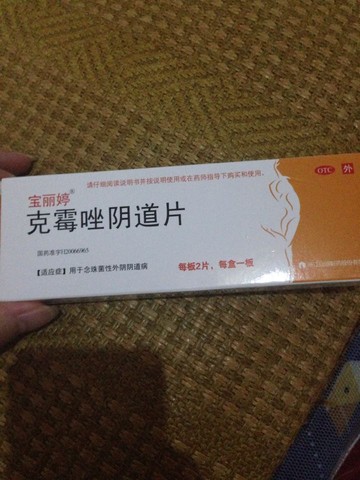 请仔细阅读说明书并按说明使用或在药师指导下购买和使用。
OTC 外
宝丽婷®
克霉唑阴道片
国药准字H20066965
【适应症】用于念珠菌性外阴阴道病
每板2片,每盒一板